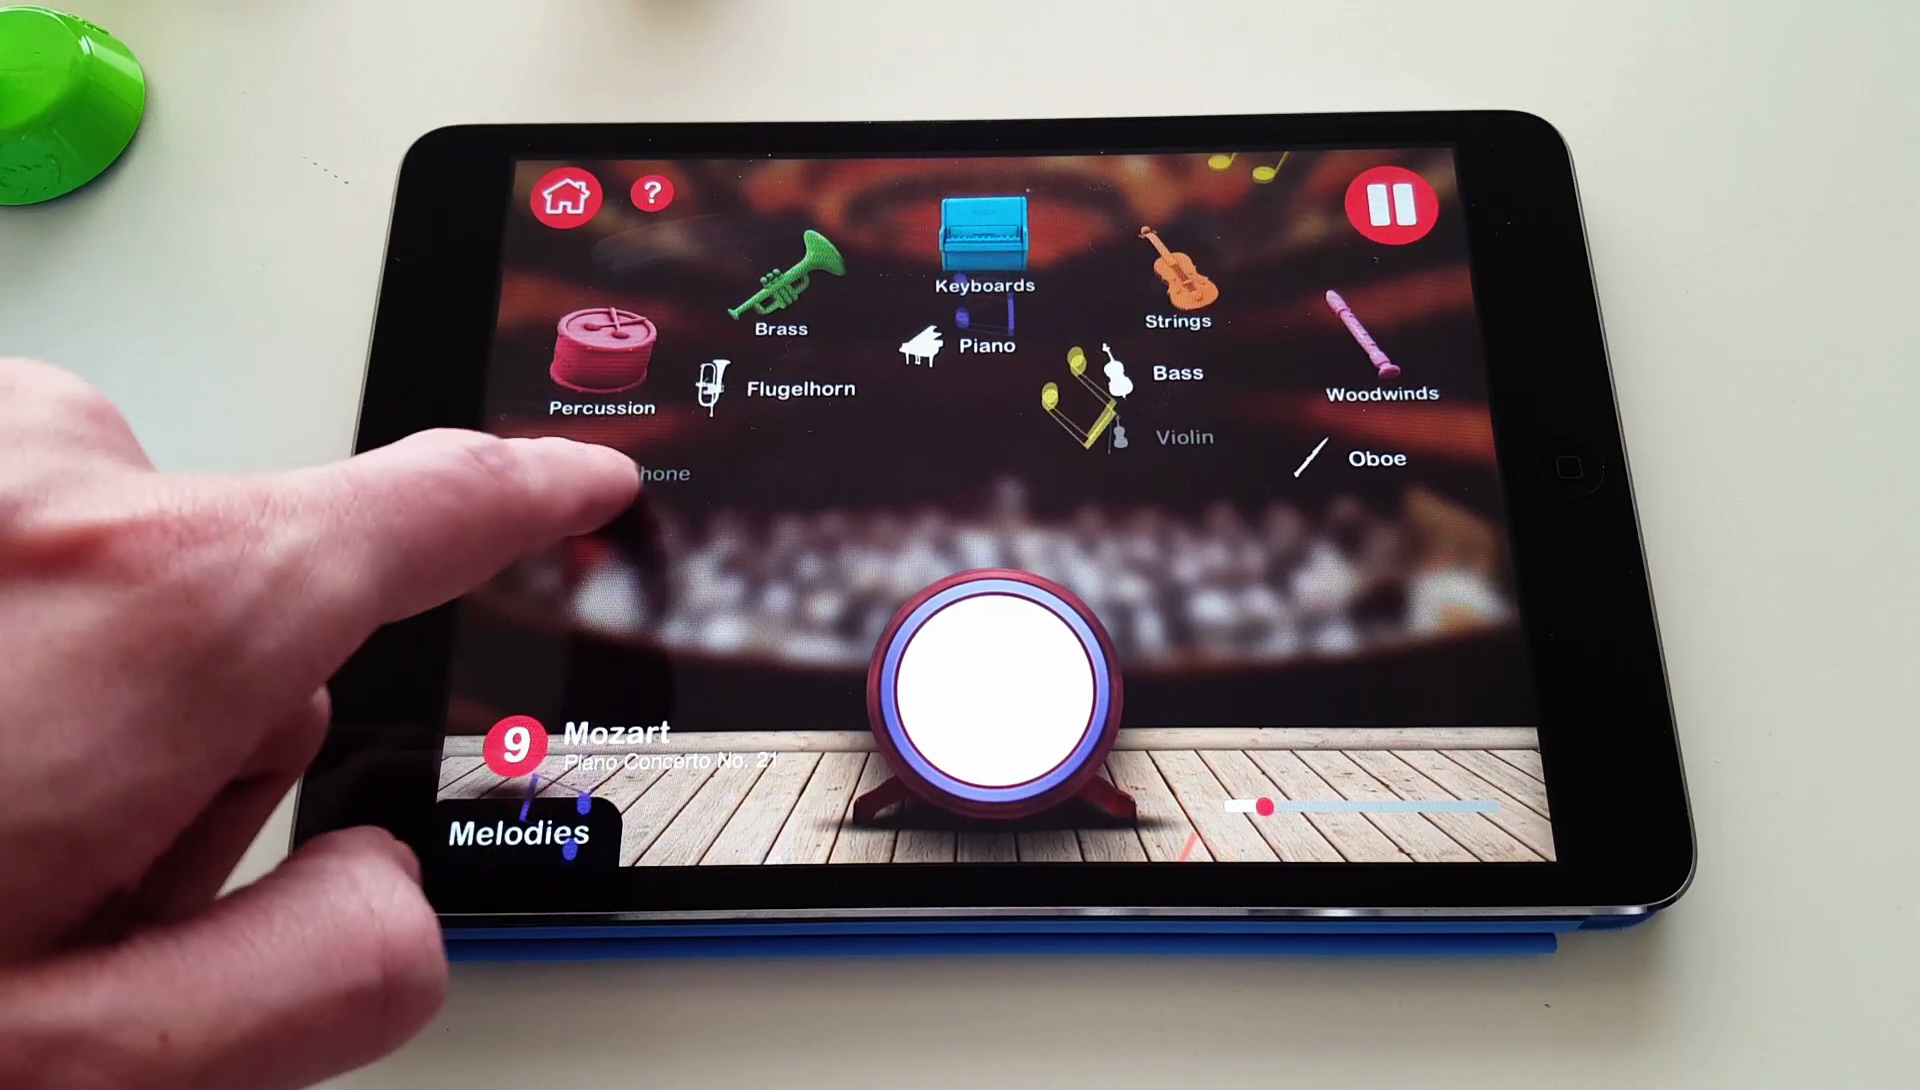 ?
Keyboards
Brass
Strings
Piano
Percussion
Flugelhorn
Bass
Woodwinds
Violin
Oboe
hone
9
Mozart
Piano Concerto No. 21
Melodies